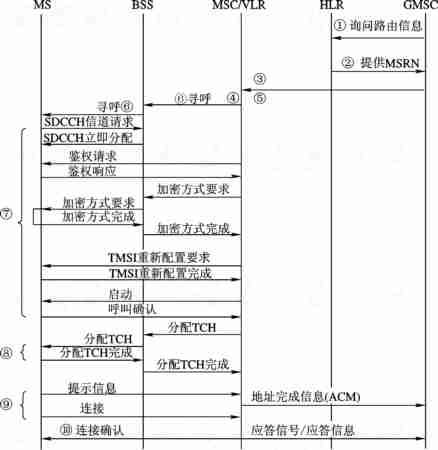 MS BSS MSC/VLR HLR GMSC
① 询问路由信息
② 提供MSRN
③
①寻呼 ④ ⑤
寻呼⑥
SDCCH信道请求
SDCCH立即分配
鉴权请求
鉴权响应
加密方式要求
加密方式要求
⑦ 加密方式完成
加密方式完成
TMSI重新配置要求
TMSI重新配置完成
启动
呼叫确认
分配TCH
分配TCH
⑧ 分配TCH完成
分配TCH完成
提示信息
⑨ 地址完成信息(ACM)
连接
⑩ 连接确认 应答信号/应答信息